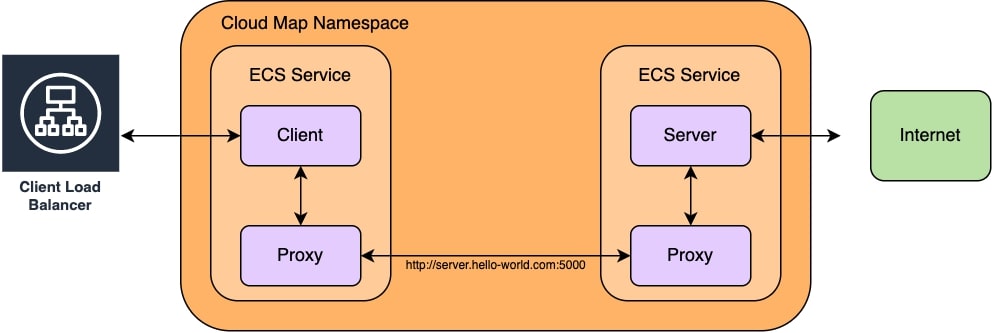 Cloud Map Namespace
ECS Service
ECS Service
Client
Server
Internet
Client Load
Balancer
Proxy
http://server.hello-world.com:5000
Proxy